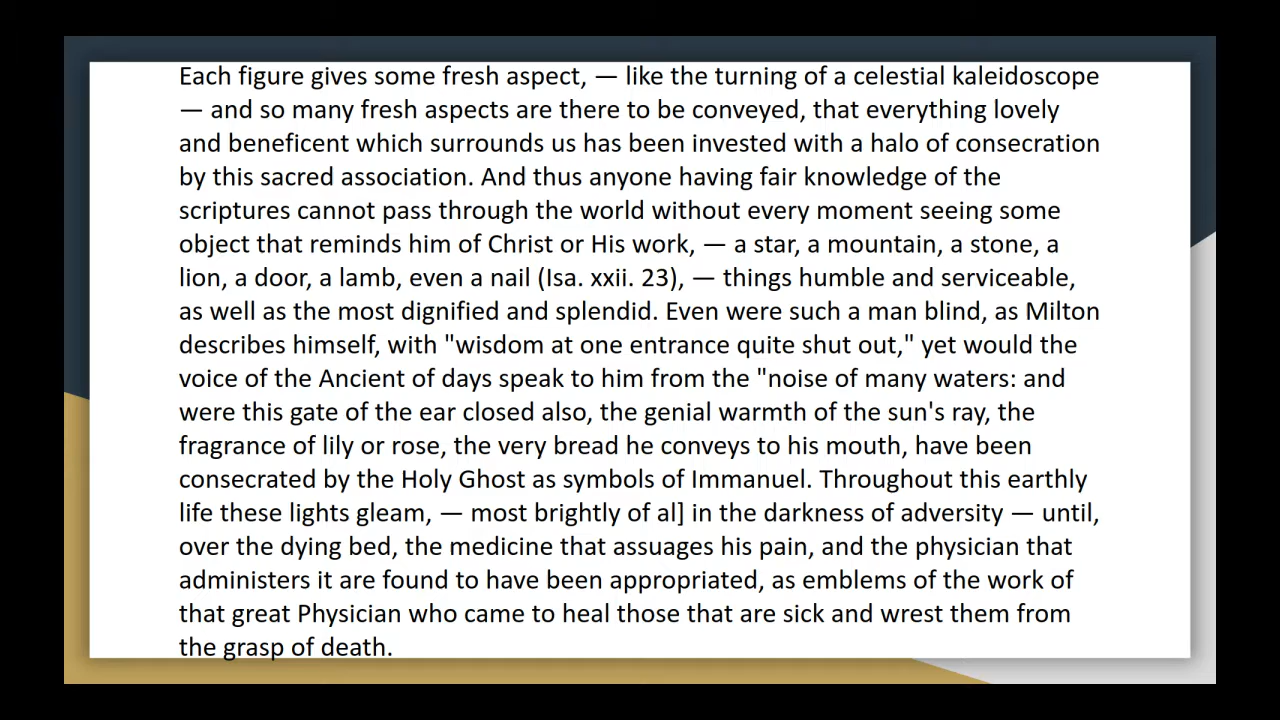 Each figure gives some fresh aspect, — like the turning of a celestial kaleidoscope
— and so many fresh aspects are there to be conveyed, that everything lovely
and beneficent which surrounds us has been invested with a halo of consecration
by this sacred association. And thus anyone having fair knowledge of the
scriptures cannot pass through the world without every moment seeing some
object that reminds him of Christ or His work, — a star, a mountain, a stone, a
lion, a door, a lamb, even a nail (Isa. xxii. 23), — things humble and serviceable,
as well as the most dignified and splendid. Even were such a man blind, as Milton
describes himself, with "wisdom at one entrance quite shut out," yet would the
voice of the Ancient of days speak to him from the "noise of many waters: and
were this gate of the ear closed also, the genial warmth of the sun's ray, the
fragrance of lily or rose, the very bread he conveys to his mouth, have been
consecrated by the Holy Ghost as symbols of Immanuel. Throughout this earthly
life these lights gleam, — most brightly of al] in the darkness of adversity — until,
over the dying bed, the medicine that assuages his pain, and the physician that
administers it are found to have been appropriated, as emblems of the work of
that great Physician who came to heal those that are sick and wrest them from
the grasp of death.